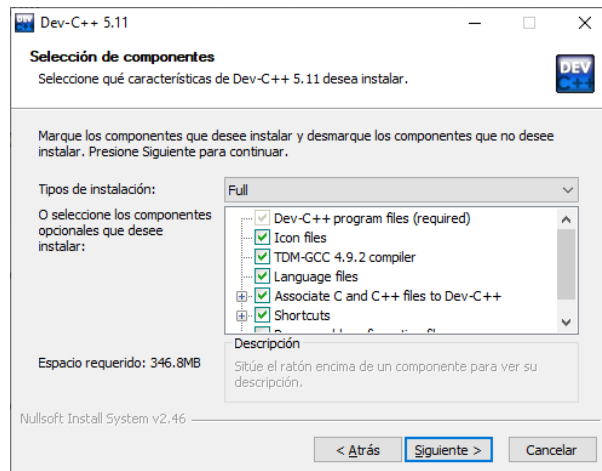 Dev-C++ 5.11
Selección de componentes
Seleccione qué características de Dev-C++ 5.11 desea instalar.
DEV
C++
Marque los componentes que desee instalar y desmarque los componentes que no desee
instalar. Presione Siguiente para continuar.
Tipos de instalación:
Full
O seleccione los componentes
opcionales que desee
instalar:
Dev-C++ program files (required)
Icon files
TDM-GCC 4.9.2 compiler
Language files
Associate C and C++ files to Dev-C++
Shortcuts
Espacio requerido: 346.8MB
Descripción
Sitúe el ratón encima de un componente para ver su
descripción.
Nullsoft Install System v2.46
< Atrás
Siguiente >
Cancelar